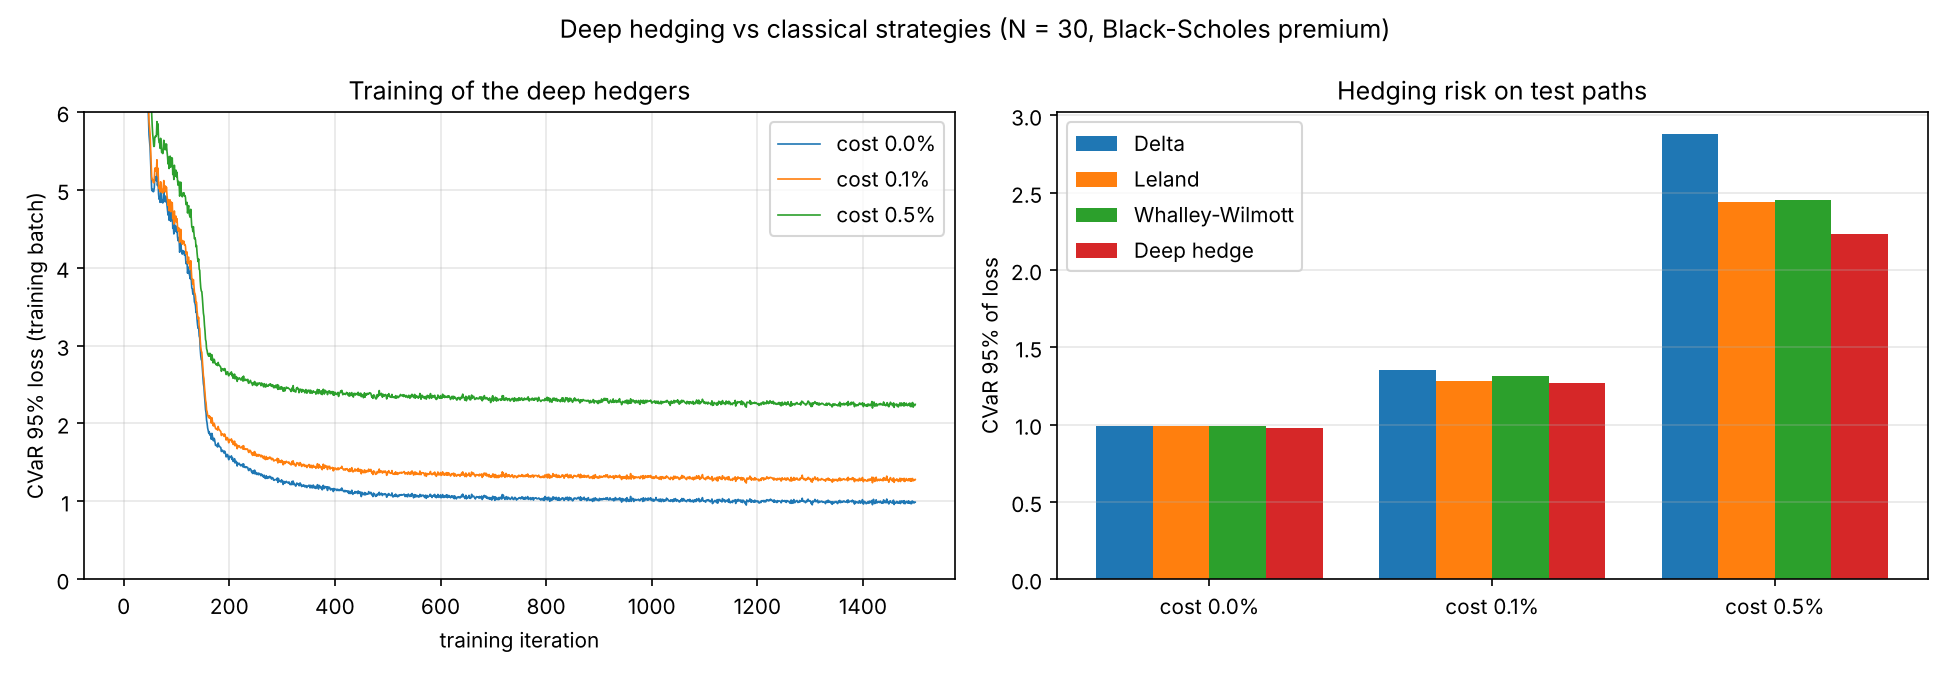 Deep hedging vs classical strategies (N = 30, Black-Scholes premium)
Training of the deep hedgers
CVaR 95% loss (training batch)
6
5
4
3
2
1
0
cost 0.0%
cost 0.1%
cost 0.5%
0 200 400 600 800 1000 1200 1400
training iteration
Hedging risk on test paths
CVaR 95% of loss
3.0
2.5
2.0
1.5
1.0
0.5
0.0
Delta
Leland
Whalley-Wilmott
Deep hedge
cost 0.0% cost 0.1% cost 0.5%